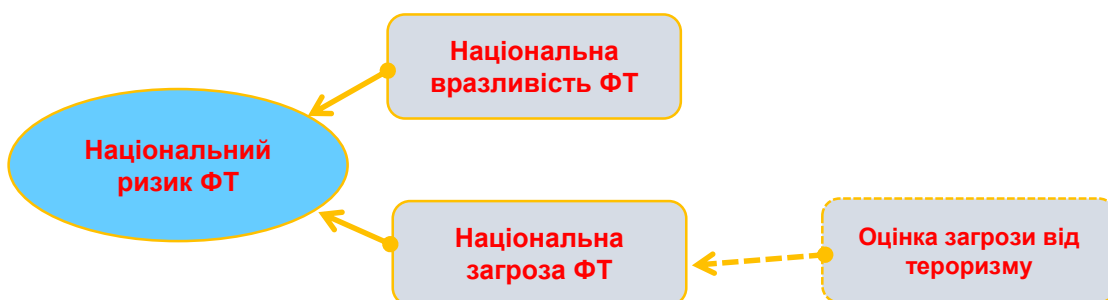 Національна
вразливість ФТ
Національний
ризик ФТ
Національна
загроза ФТ
Оцінка загрози від
тероризму